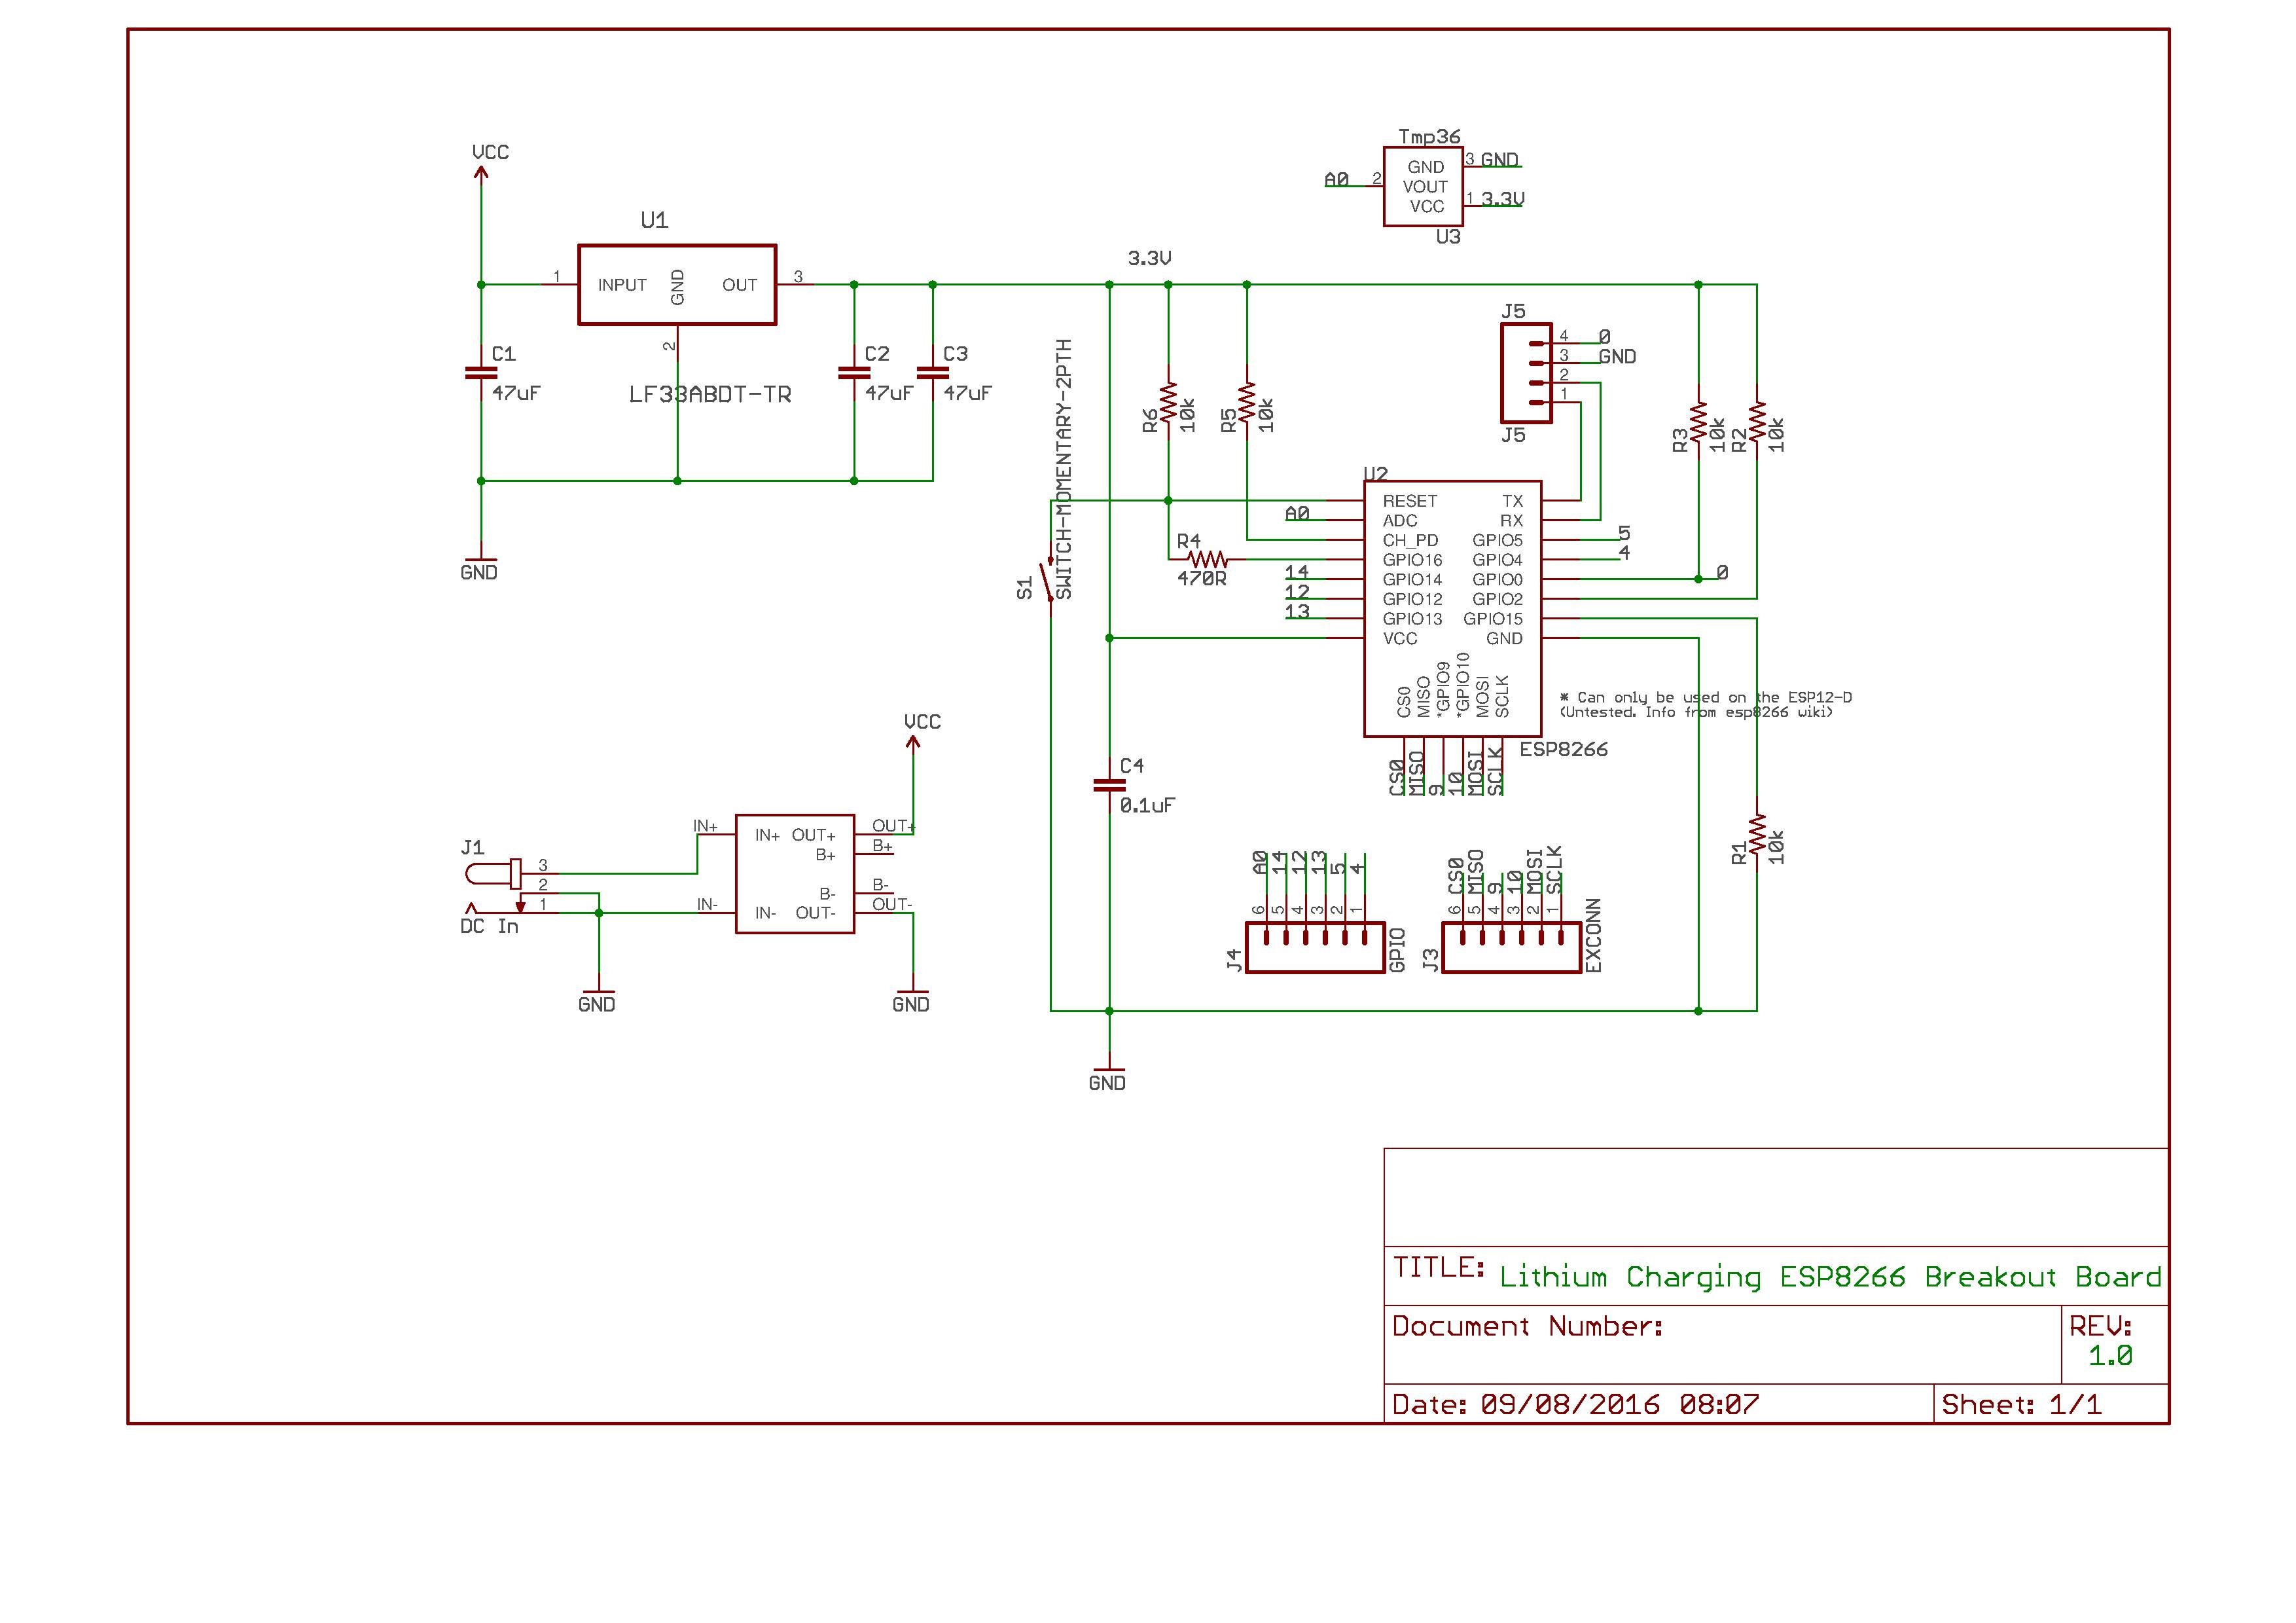 Tmp36
GND
VOUT
VCC
3 GND
1 3.3V
A0 2
U3
VCC
U1
1
INPUT
GND
OUT
3
2
LF33ABDT-TR
C1
47uF
C2
47uF
C3
47uF
GND
3.3V
R6
10k
R5
10k
S1
SWITCH-MOMENTARY-2PTH
R4
470R
J5
4 0
3 GND
2
1
J5
R3
10k
R2
10k
U2
RESET
ADC
CH_PD
GPIO16
GPIO14
GPIO12
GPIO13
VCC
TX
RX
GPIO5
GPIO4
GPIO0
GPIO2
GPIO15
GND
A0
14
12
13
5
4
0
CS0
MISO
*GPIO9
*GPIO10
MOSI
SCLK
ESP8266
CS0
MISO
9
10
MOSI
SCLK
* Can only be used on the ESP12-D
(Untested. Info from esp8266 wiki)
C4
0.1uF
R1
10k
VCC
J1
3
2
1
DC In
IN+
IN-
IN+ OUT+
B+
B-
IN- OUT-
OUT+
B+
B-
OUT-
GND
GND
A0
14
12
13
5
4
6
5
4
3
2
1
J4
GPIO
CS0
MISO
9
10
MOSI
SCLK
6
5
4
3
2
1
J3
EXCONN
GND
TITLE: Lithium Charging ESP8266 Breakout Board
Document Number:
REV:
1.0
Date: 09/08/2016 08:07
Sheet: 1/1